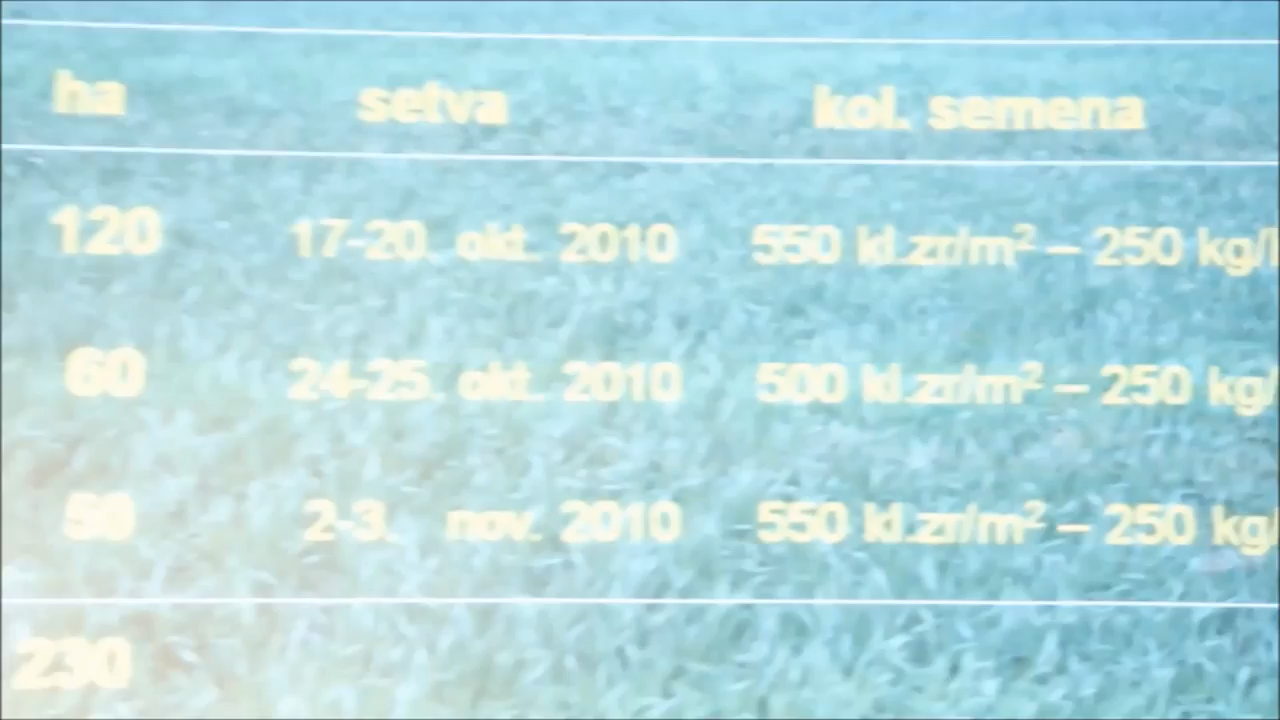 ha setva kol. semena
120 17-20. okt. 2010 550 kl.zr/m² – 250 kg/
60 24-25. okt. 2010 500 kl.zr/m² – 250 kg/
50 2-3. nov. 2010 550 kl.zr/m² – 250 kg/
230